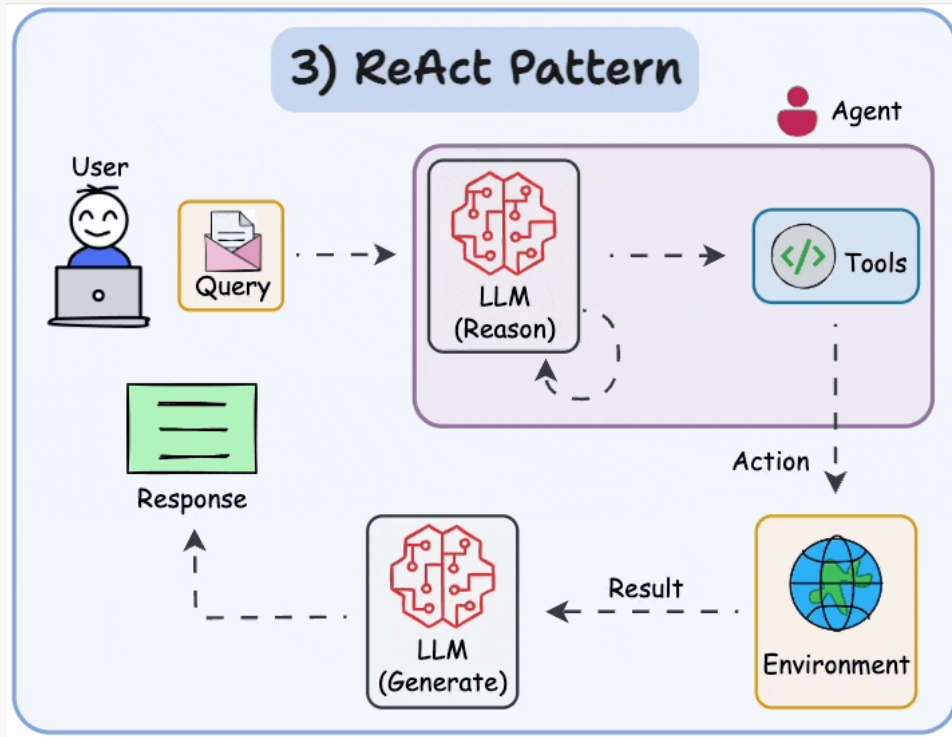 3) ReAct Pattern
Agent
User
Query
LLM
(Reason)
Tools
Response
Action
LLM
(Generate)
Result
Environment